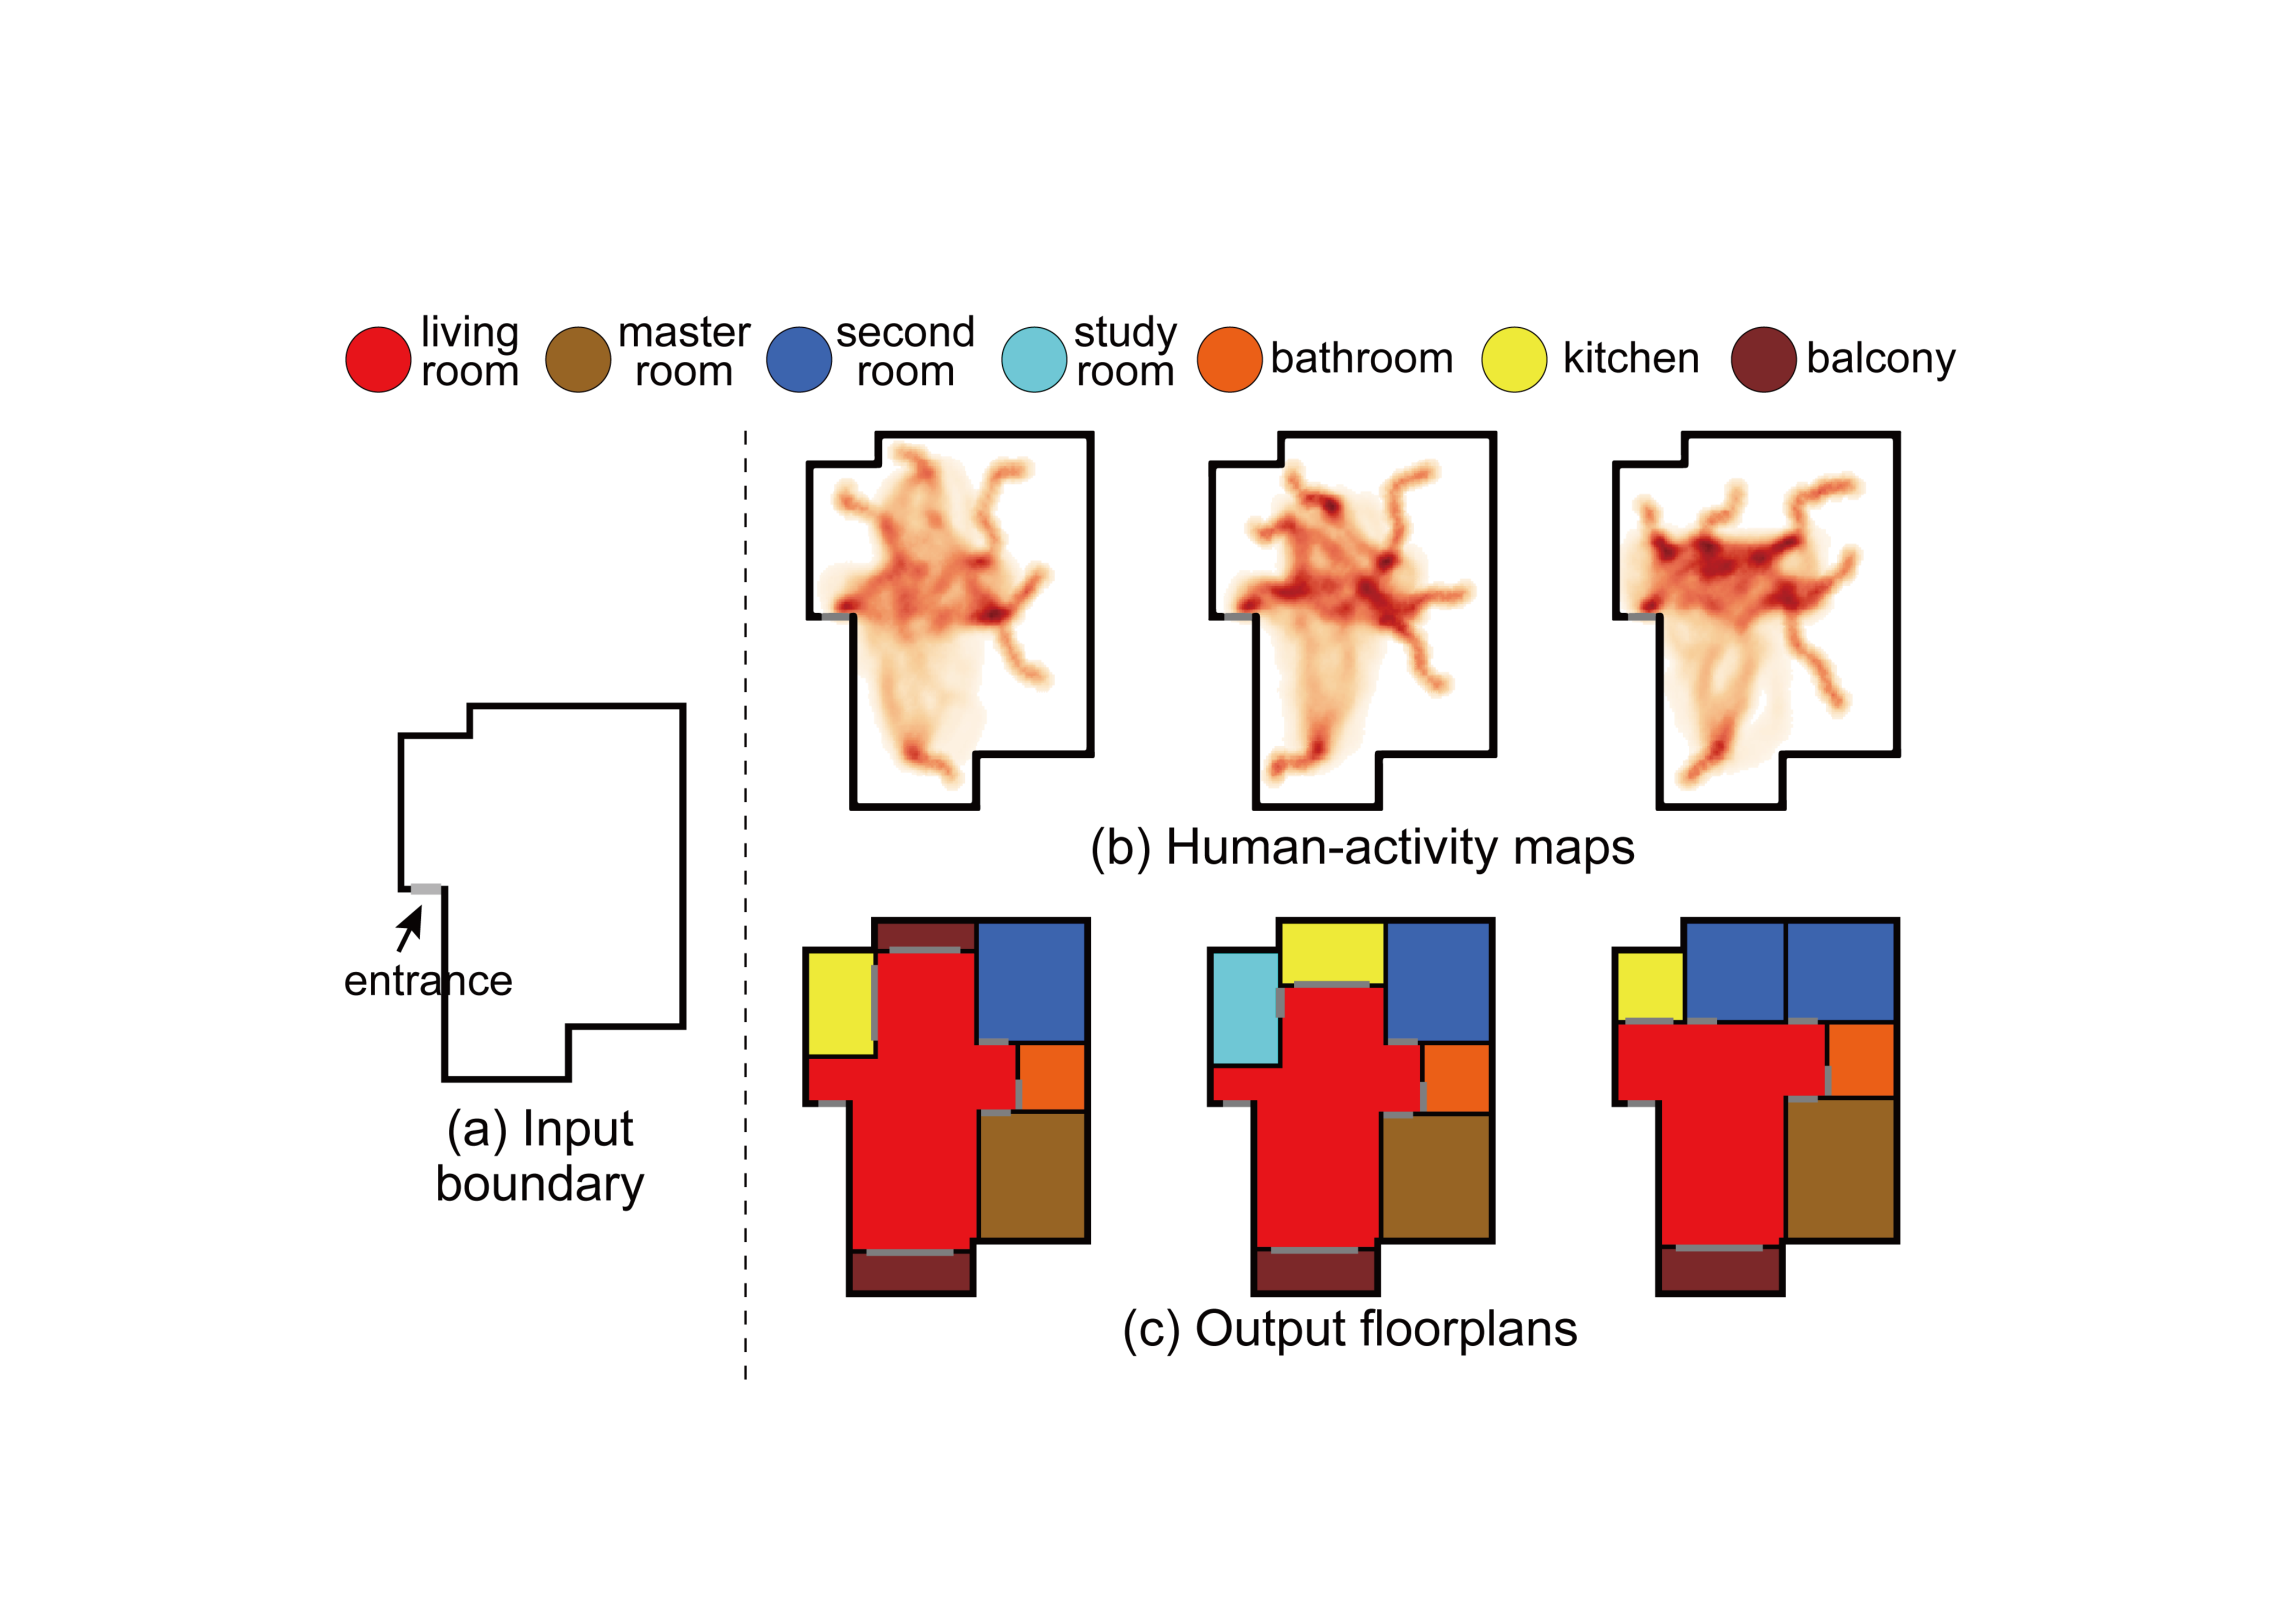 living room
master room
second room
study room
bathroom
kitchen
balcony
(b) Human-activity maps
entrance
(a) Input
boundary
(c) Output floorplans